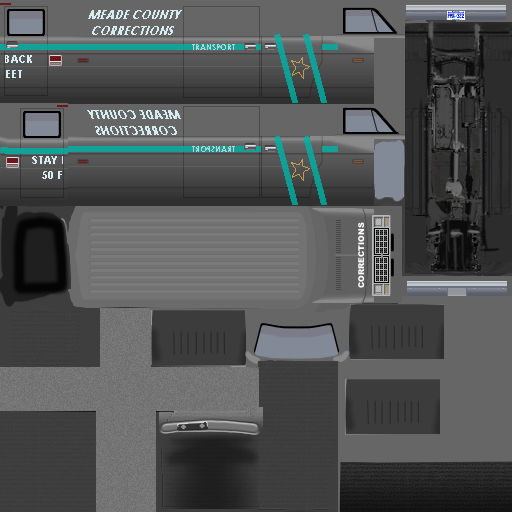 MEADE COUNTY
CORRECTIONS
TRANSPORT
BACK
EET
MEADE COUNTY
CORRECTIONS
TRANSPORT
STAY
50 F
CORRECTIONS